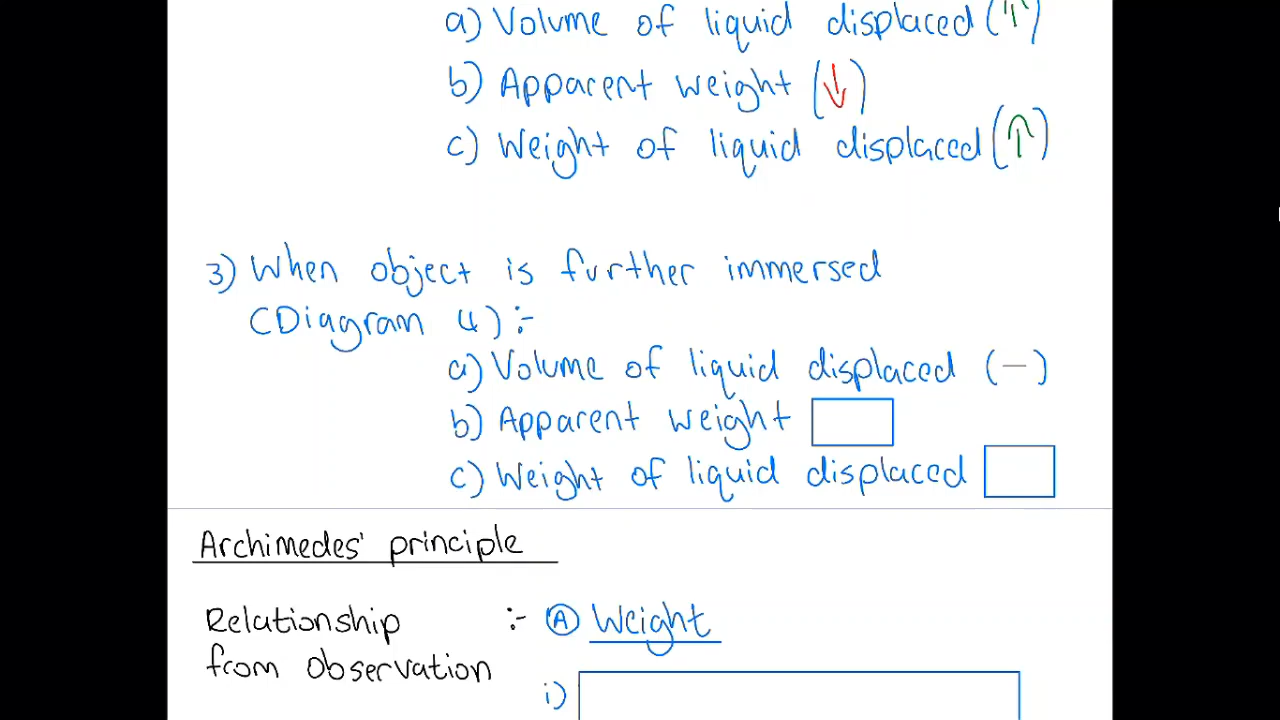 a) Volume of liquid displaced (↑)
b) Apparent weight (↓)
c) Weight of liquid displaced (↑)
3) When object is further immersed
(Diagram 4) :-
a) Volume of liquid displaced (—)
b) Apparent weight
c) Weight of liquid displaced
Archimedes' principle
Relationship :- Ⓐ Weight
from observation
i)